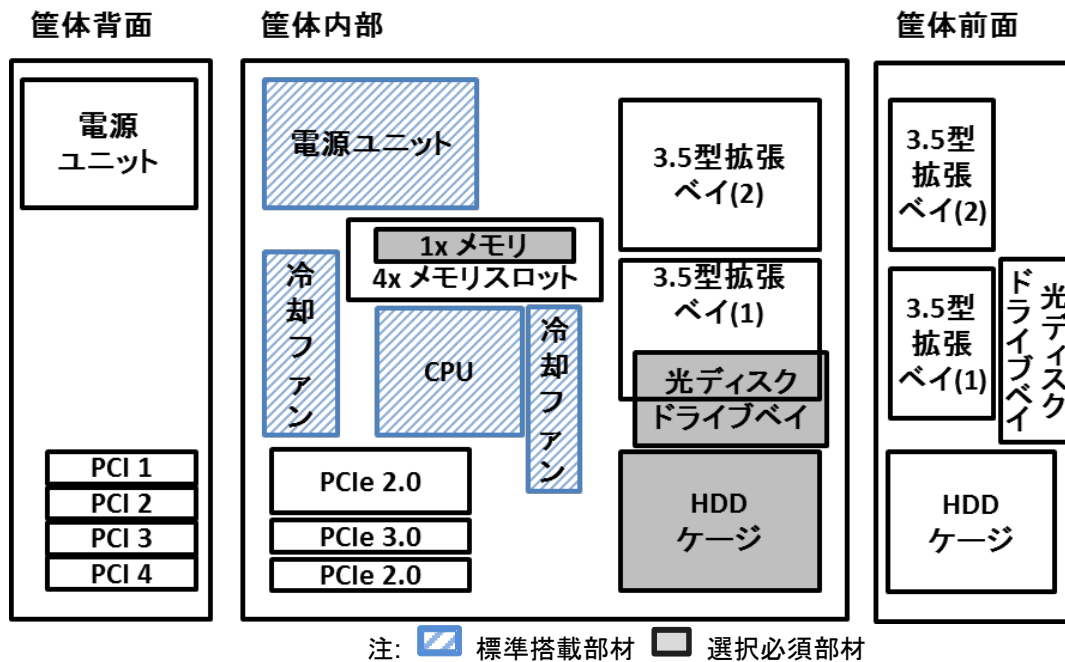 筐体背面
電源
ユニット
PCI 1
PCI 2
PCI 3
PCI 4
筐体内部
電源ユニット
1x メモリ
4x メモリスロット
冷却ファン
CPU
冷却ファン
PCIe 2.0
PCIe 3.0
PCIe 2.0
3.5型拡張
ベイ(2)
3.5型拡張
ベイ(1)
光ディスク
ドライブベイ
HDD
ケージ
筐体前面
3.5型
拡張
ベイ(2)
3.5型
拡張
ベイ(1)
光ディスク
ドライブベイ
HDD
ケージ
注: 標準搭載部材 選択必須部材